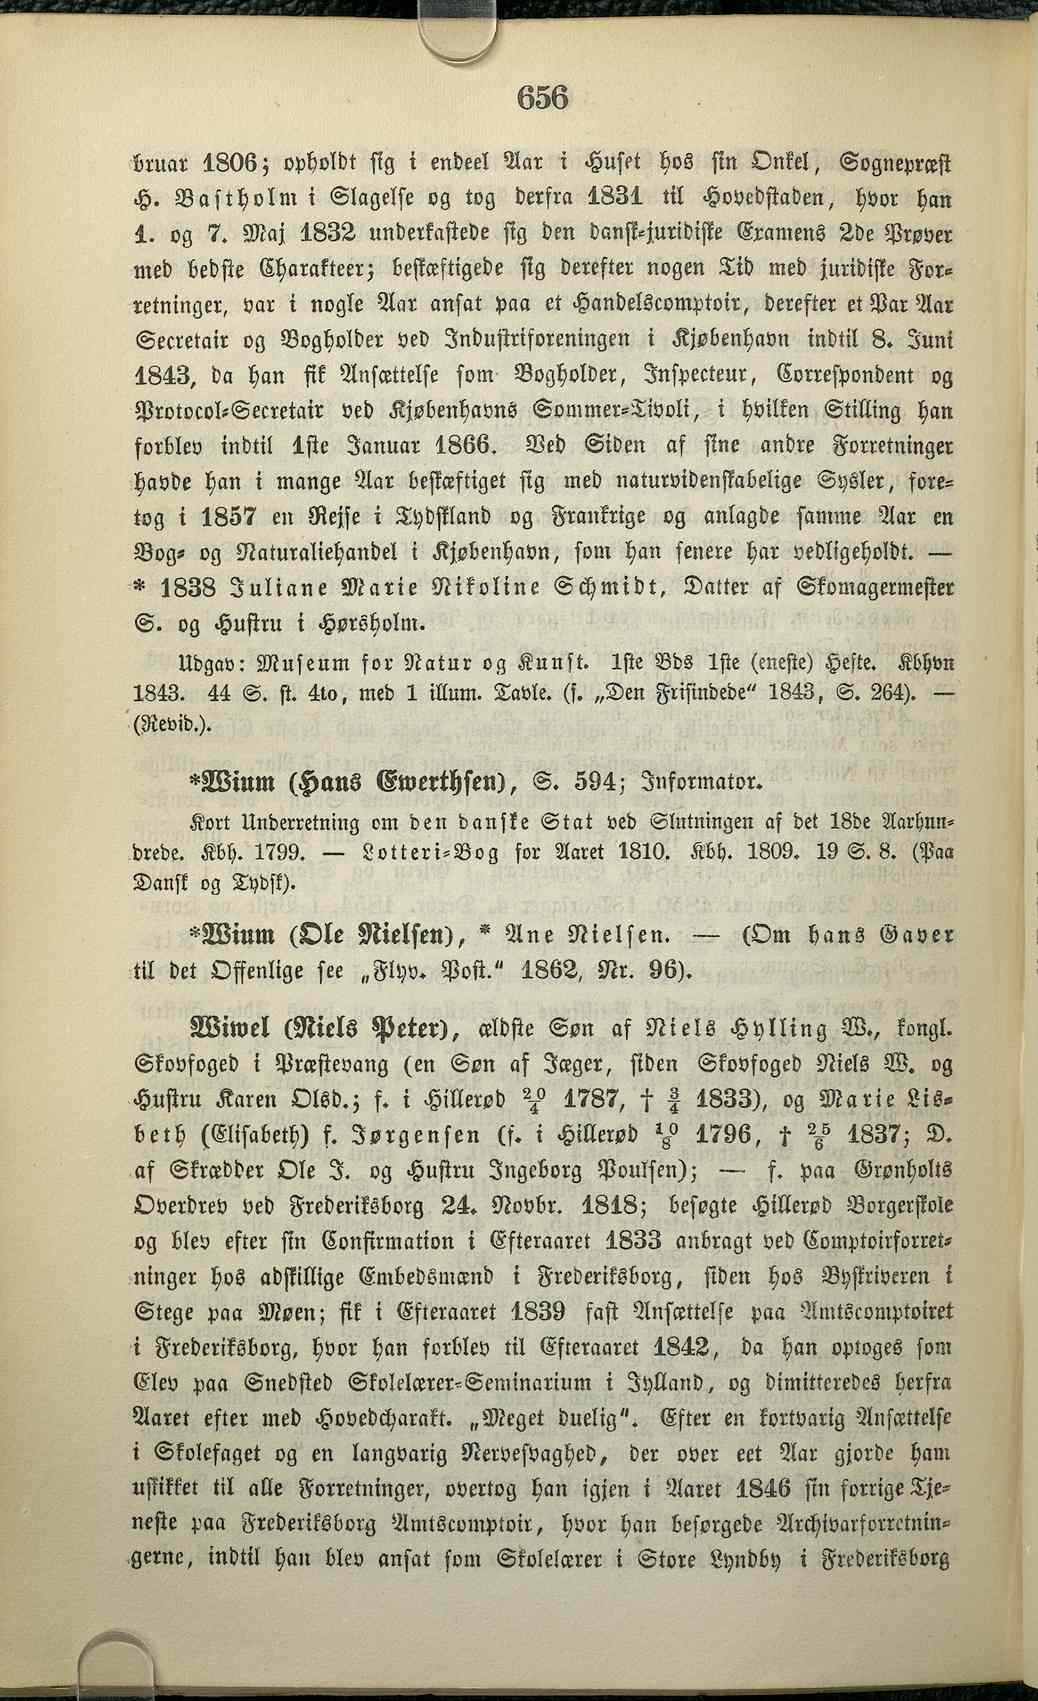 656
bruar 1806; opholdt sig i endeel Aar i Huset hos sin Onkel, Sognepræst
H. Bastholm i Slagelse og tog derfra 1831 til Hovedstaden, hvor han
1. og 7. Maj 1832 underkastede sig den dansk-juridiske Examens 2de Prøver
med bedste Charakteer; beskæftigede sig derefter nogen Tid med juridiske For-
retninger, var i nogle Aar ansat paa et Handelscomptoir, derefter et Par Aar
Secretair og Bogholder ved Industriforeningen i Kjøbenhavn indtil 8. Juni
1843, da han fik Ansættelse som Bogholder, Inspecteur, Correspondent og
Protocol-Secretair ved Kjøbenhavns Sommer-Tivoli, i hvilken Stilling han
forblev indtil 1ste Januar 1866. Ved Siden af sine andre Forretninger
havde han i mange Aar beskæftiget sig med naturvidenskabelige Sysler, fore-
tog i 1857 en Rejse i Tydskland og Frankrige og anlagde samme Aar en
Bog- og Naturaliehandel i Kjøbenhavn, som han senere har vedligeholdt. —
* 1838 Juliane Marie Nikoline Schmidt, Datter af Skomagermester
S. og Hustru i Hørsholm.
Udgav: Museum for Natur og Kunst. 1ste Bds 1ste (eneste) Hefte. Kbhvn
1843. 44 S. st. 4to, med 1 illum. Tavle. (s. „Den Frisindede“ 1843, S. 264). —
(Revid.).
*Wium (Hans Ewerthsen), S. 594; Informator.
Kort Underretning om den danske Stat ved Slutningen af det 18de Aarhun-
drede. Kbh. 1799. — Lotteri-Bog for Aaret 1810. Kbh. 1809. 19 S. 8. (Paa
Dansk og Tydsk).
*Wium (Ole Nielsen), * Ane Nielsen. — (Om hans Gaver
til det Offenlige see „Flyv. Post.“ 1862, Nr. 96).
Wiwel (Niels Peter), ældste Søn af Niels Hylling W., kongl.
Skovfoged i Præstevang (en Søn af Jæger, siden Skovfoged Niels W. og
Hustru Karen Olsd.; f. i Hillerød 20/4 1787, † 3/4 1833), og Marie Lis-
beth (Elisabeth) f. Jørgensen (f. i Hillerød 10/8 1796, † 25/6 1837; D.
af Skrædder Ole J. og Hustru Ingeborg Poulsen); — f. paa Grønholts
Overdrev ved Frederiksborg 24. Novbr. 1818; besøgte Hillerød Borgerskole
og blev efter sin Confirmation i Efteraaret 1833 anbragt ved Comptoirforret-
ninger hos adskillige Embedsmænd i Frederiksborg, siden hos Byskriveren i
Stege paa Møen; fik i Efteraaret 1839 fast Ansættelse paa Amtscomptoiret
i Frederiksborg, hvor han forblev til Efteraaret 1842, da han optoges som
Elev paa Snedsted Skolelærer-Seminarium i Jylland, og dimitteredes herfra
Aaret efter med Hovedcharakt. „Meget duelig“. Efter en kortvarig Ansættelse
i Skolefaget og en langvarig Nervesvaghed, der over eet Aar gjorde ham
uskikket til alle Forretninger, overtog han igjen i Aaret 1846 sin forrige Tje-
neste paa Frederiksborg Amtscomptoir, hvor han besørgede Archivarforretnin-
gerne, indtil han blev ansat som Skolelærer i Store Lyndby i Frederiksborg